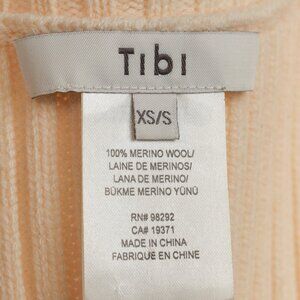 Tibi
XS/S
100% MERINO WOOL/
LAINE DE MERINOS/
LANA DE MERINO/
BÜKME MERİNO YÜNÜ
RN# 98292
CA# 19371
MADE IN CHINA
FABRIQUE EN CHINE